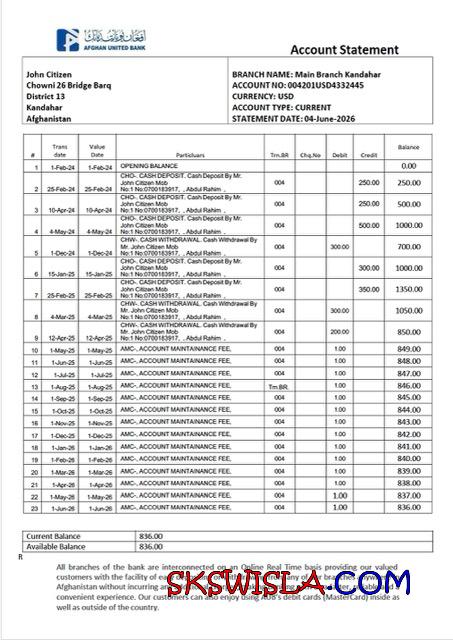 افغان یونایتد بانک
AFGHAN UNITED BANK
Account Statement
John Citizen
Chowni 26 Bridge Barq
District 13
Kandahar
Afghanistan
BRANCH NAME: Main Branch Kandahar
ACCOUNT NO: 004201USD4332445
CURRENCY: USD
ACCOUNT TYPE: CURRENT
STATEMENT DATE: 04-June-2026
# Trans date Value Date Particluars Trn.BR Chq.No Debit Credit Balance
1 1-Feb-24 1-Feb-24 OPENING BALANCE 0.00
2 25-Feb-24 25-Feb-24 CHO-. CASH DEPOSIT. Cash Deposit By Mr. John Citizen Mob No:1 No:0700183917, , Abdul Rahim , 004 250.00 250.00
3 10-Apr-24 10-Apr-24 CHO-. CASH DEPOSIT. Cash Deposit By Mr. John Citizen Mob No:1 No:0700183917, , Abdul Rahim , 004 250.00 500.00
4 4-May-24 4-May-24 CHO-. CASH DEPOSIT. Cash Deposit By Mr. John Citizen Mob No:1 No:0700183917, , Abdul Rahim , 004 500.00 1000.00
5 1-Dec-24 1-Dec-24 CHW-. CASH WITHDRAWAL. Cash Withdrawal By Mr. John Citizen Mob No:1 No:0700183917, , Abdul Rahim , 004 300.00 700.00
6 15-Jan-25 15-Jan-25 CHO-. CASH DEPOSIT. Cash Deposit By Mr. John Citizen Mob No:1 No:0700183917, , Abdul Rahim , 004 300.00 1000.00
7 25-Feb-25 25-Feb-25 CHO-. CASH DEPOSIT. Cash Deposit By Mr. John Citizen Mob No:1 No:0700183917, , Abdul Rahim , 004 350.00 1350.00
8 4-Mar-25 4-Mar-25 CHW-. CASH WITHDRAWAL. Cash Withdrawal By Mr. John Citizen Mob No:1 No:0700183917, , Abdul Rahim , 004 300.00 1050.00
9 12-Apr-25 12-Apr-25 CHW-. CASH WITHDRAWAL. Cash Withdrawal By Mr. John Citizen Mob No:1 No:0700183917, , Abdul Rahim , 004 200.00 850.00
10 1-May-25 1-May-25 AMC-, ACCOUNT MAINTAINANCE FEE, 004 1.00 849.00
11 1-Jun-25 1-Jun-25 AMC-, ACCOUNT MAINTAINANCE FEE, 004 1.00 848.00
12 1-Jul-25 1-Jul-25 AMC-, ACCOUNT MAINTAINANCE FEE, 004 1.00 847.00
13 1-Aug-25 1-Aug-25 AMC-, ACCOUNT MAINTAINANCE FEE, Trn.BR. 1.00 846.00
14 1-Sep-25 1-Sep-25 AMC-, ACCOUNT MAINTAINANCE FEE, 004 1.00 845.00
15 1-Oct-25 1-Oct-25 AMC-, ACCOUNT MAINTAINANCE FEE, 004 1.00 844.00
16 1-Nov-25 1-Nov-25 AMC-, ACCOUNT MAINTAINANCE FEE, 004 1.00 843.00
17 1-Dec-25 1-Dec-25 AMC-, ACCOUNT MAINTAINANCE FEE, 004 1.00 842.00
18 1-Jan-26 1-Jan-26 AMC-, ACCOUNT MAINTAINANCE FEE, 004 1.00 841.00
19 1-Feb-26 1-Feb-26 AMC-, ACCOUNT MAINTAINANCE FEE, 004 1.00 840.00
20 1-Mar-26 1-Mar-26 AMC-, ACCOUNT MAINTAINANCE FEE, 004 1.00 839.00
21 1-Apr-26 1-Apr-26 AMC-, ACCOUNT MAINTAINANCE FEE, 004 1.00 838.00
22 1-May-26 1-May-26 AMC-, ACCOUNT MAINTAINANCE FEE, 004 1.00 837.00
23 1-Jun-26 1-Jun-26 AMC-, ACCOUNT MAINTAINANCE FEE, 004 1.00 836.00
Current Balance 836.00
Available Balance 836.00
R
All branches of the bank are interconnected on an Online Real Time basis providing our valued
customers with the facility of
Afghanistan without incurring
convenient experience. Our customers can also enjoy using AUB's debit cards (MasterCard) inside as
well as outside of the country.
SKSWISLA.COM